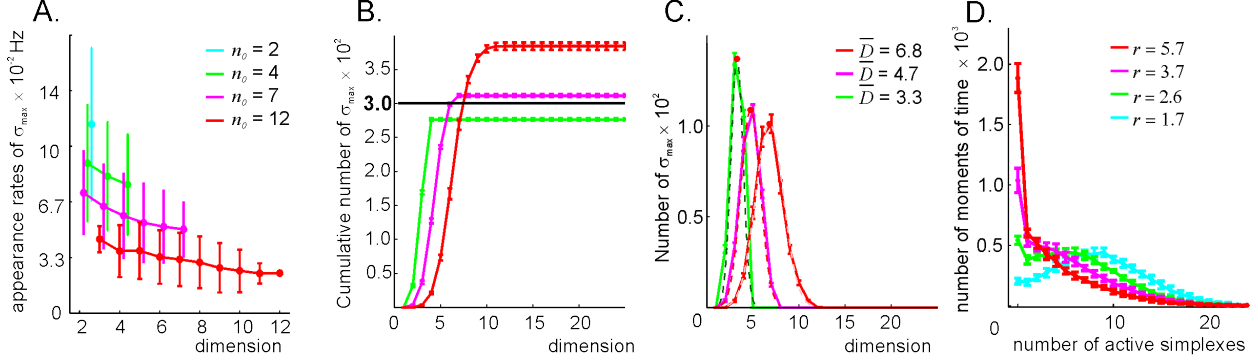 A.
appearance rates of σmax × 10⁻² Hz
14
10
6.7
3.3
0
2 4 6 8 10 12
dimension
n₀ = 2
n₀ = 4
n₀ = 7
n₀ = 12
B.
Cumulative number of σmax × 10²
3.5
3.0
2.5
2.0
1.5
1.0
0.5
0 10 20
dimension
C.
Number of σmax × 10²
1.0
0.5
0 5 10 15 20
dimension
D̅ = 6.8
D̅ = 4.7
D̅ = 3.3
D.
number of moments of time × 10³
2.0
1.0
0.5
0
10 20
number of active simplexes
r = 5.7
r = 3.7
r = 2.6
r = 1.7